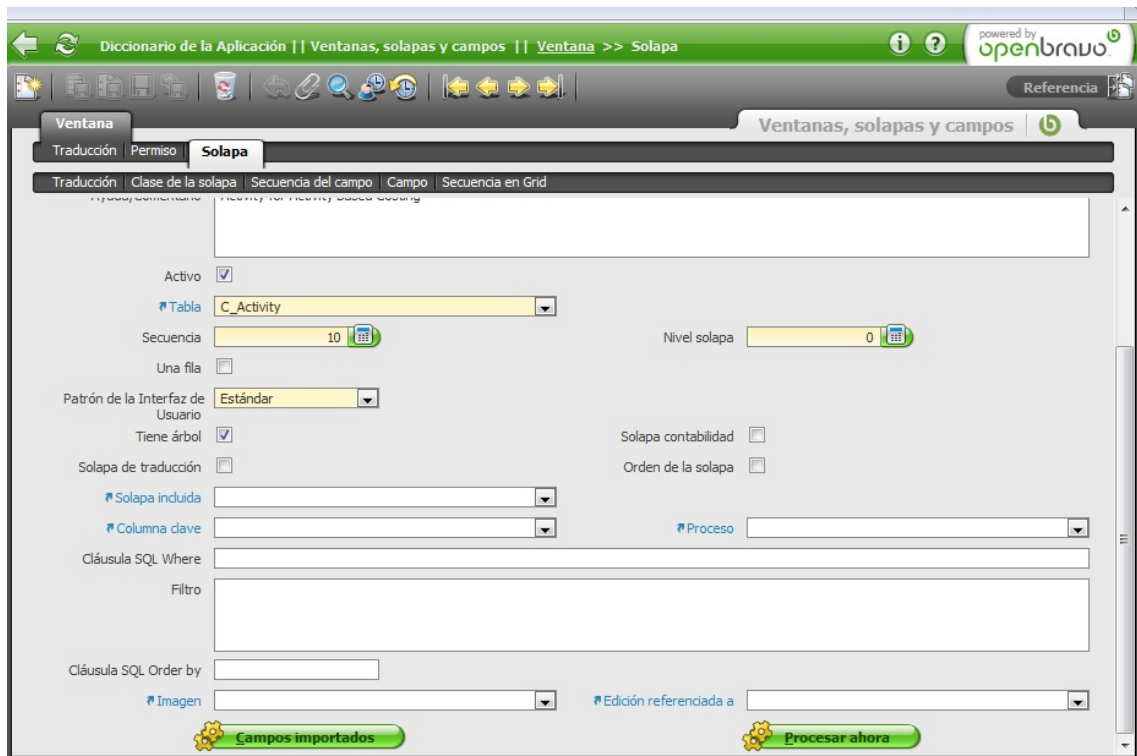 Diccionario de la Aplicación || Ventanas, solapas y campos || Ventana >> Solapa
powered by
openbravo
Referencia
Ventana
Ventanas, solapas y campos
Traducción | Permiso | Solapa
Traducción | Clase de la solapa | Secuencia del campo | Campo | Secuencia en Grid
Ayuda/Comentario Activity for Activity Based Costing
Activo
Tabla C_Activity
Secuencia 10 Nivel solapa 0
Una fila
Patrón de la Interfaz de Estándar
Usuario
Tiene árbol Solapa contabilidad
Solapa de traducción Orden de la solapa
Solapa incluida
Columna clave Proceso
Cláusula SQL Where
Filtro
Cláusula SQL Order by
Imagen Edición referenciada a
Campos importados Procesar ahora